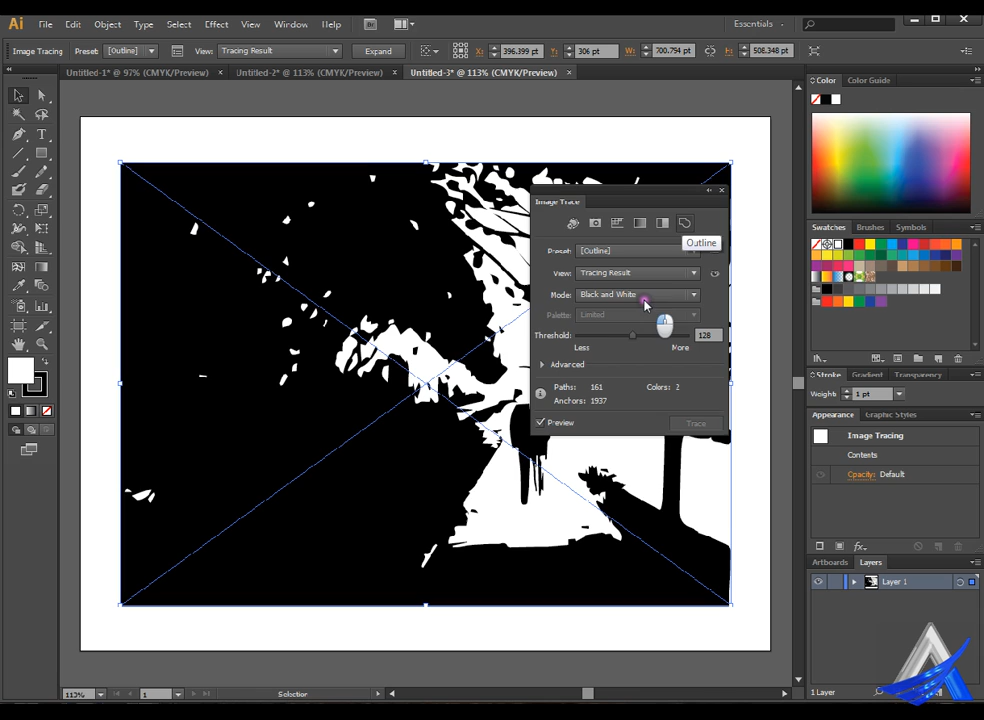 Ai File Edit Object Type Select Effect View Window Help Br Essentials
Image Tracing Preset: [Outline] View: Tracing Result Expand X: 396.399 pt Y: 306 pt W: 700.794 pt H: 508.348 pt
Untitled-1* @ 97% (CMYK/Preview) × Untitled-2* @ 113% (CMYK/Preview) × Untitled-3* @ 113% (CMYK/Preview) ×
Color Color Guide
Image Trace
Outline
Preset: [Outline]
View: Tracing Result
Mode: Black and White
Palette: Limited
Threshold: 128
Less More
Advanced
Paths: 161 Colors: 2
Anchors: 1937
Preview Trace
Swatches Brushes Symbols
Stroke Gradient Transparency
Weight: 1 pt
Appearance Graphic Styles
Image Tracing
Contents
Opacity: Default
Artboards Layers
Layer 1
113% 1 Selection
1 Layer